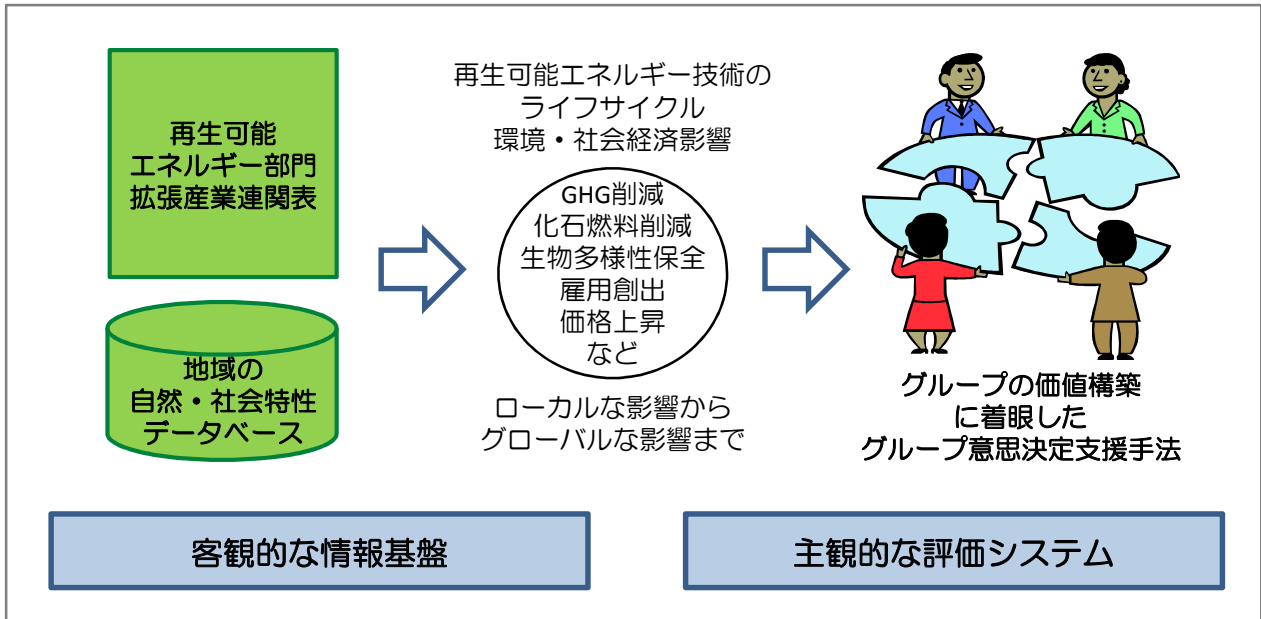 再生可能
エネルギー部門
拡張産業連関表
地域の
自然・社会特性
データベース
再生可能エネルギー技術の
ライフサイクル
環境・社会経済影響
GHG削減
化石燃料削減
生物多様性保全
雇用創出
価格上昇
など
ローカルな影響から
グローバルな影響まで
グループの価値構築
に着眼した
グループ意思決定支援手法
客観的な情報基盤
主観的な評価システム